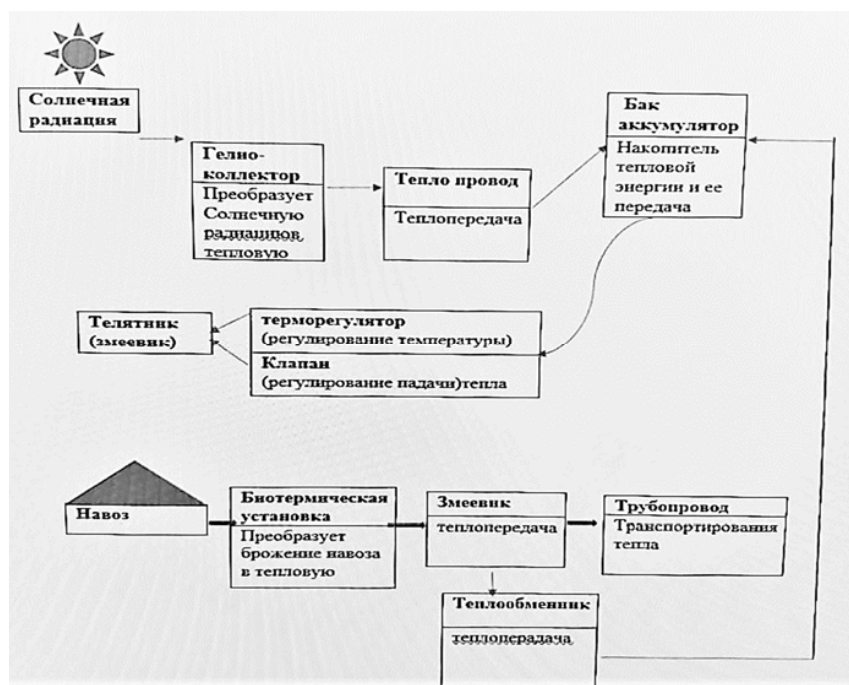 Солнечная
радиация
Гелио-
коллектор
Преобразует
Солнечную
радициюв
тепловую
Тепло провод
Теплопередача
Бак
аккумулятор
Накопитель
тепловой
энергии и ее
передача
Телятник
(змеевик)
терморегулятор
(регулирование температуры)
Клапан
(регулирование падачи)тепла
Навоз
Биотермическая
установка
Преобразует
брожение навоза
в тепловую
Змеевик
теплопередача
Трубопровод
Транспортирования
тепла
Теплообменник
теплоперадача